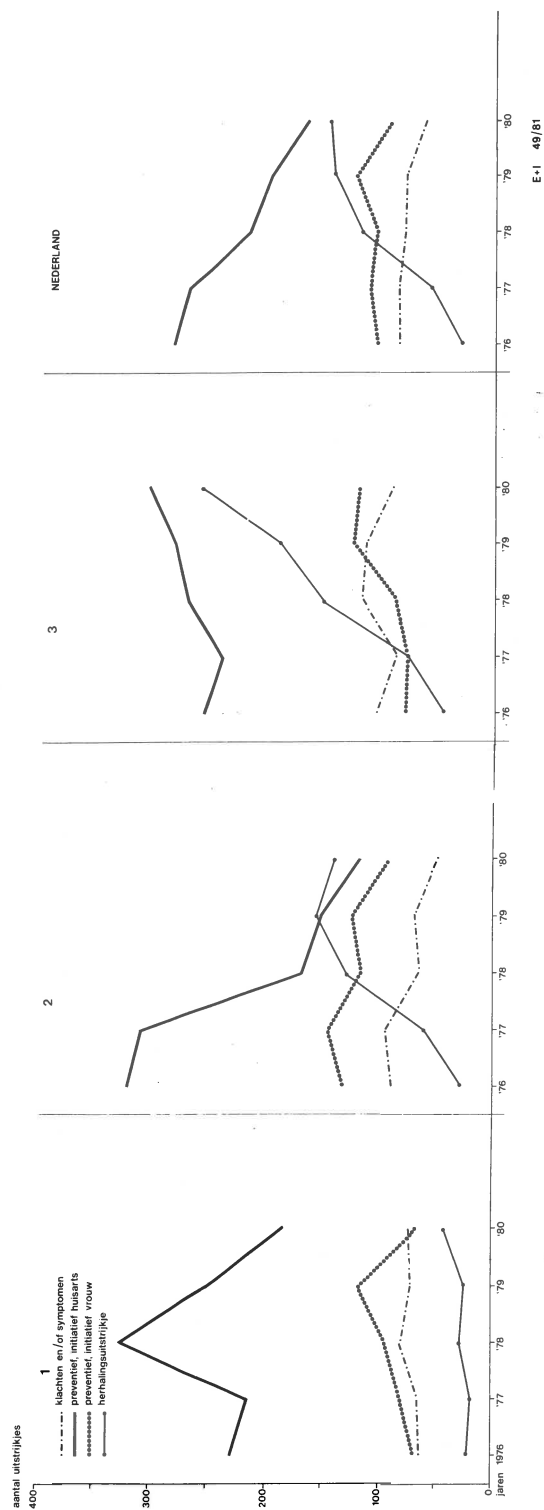 aantal uitstrijkjes
400
300
200
100
0
1
klachten en/of symptomen
preventief, initiatief huisarts
preventief, initiatief vrouw
herhalingsuitstrijkje
2
3
NEDERLAND
jaren 1976 '77 '78 '79 '80
'76 '77 '78 '79 '80
'76 '77 '78 '79 '80
'76 '77 '78 '79 '80
E+I 49/81